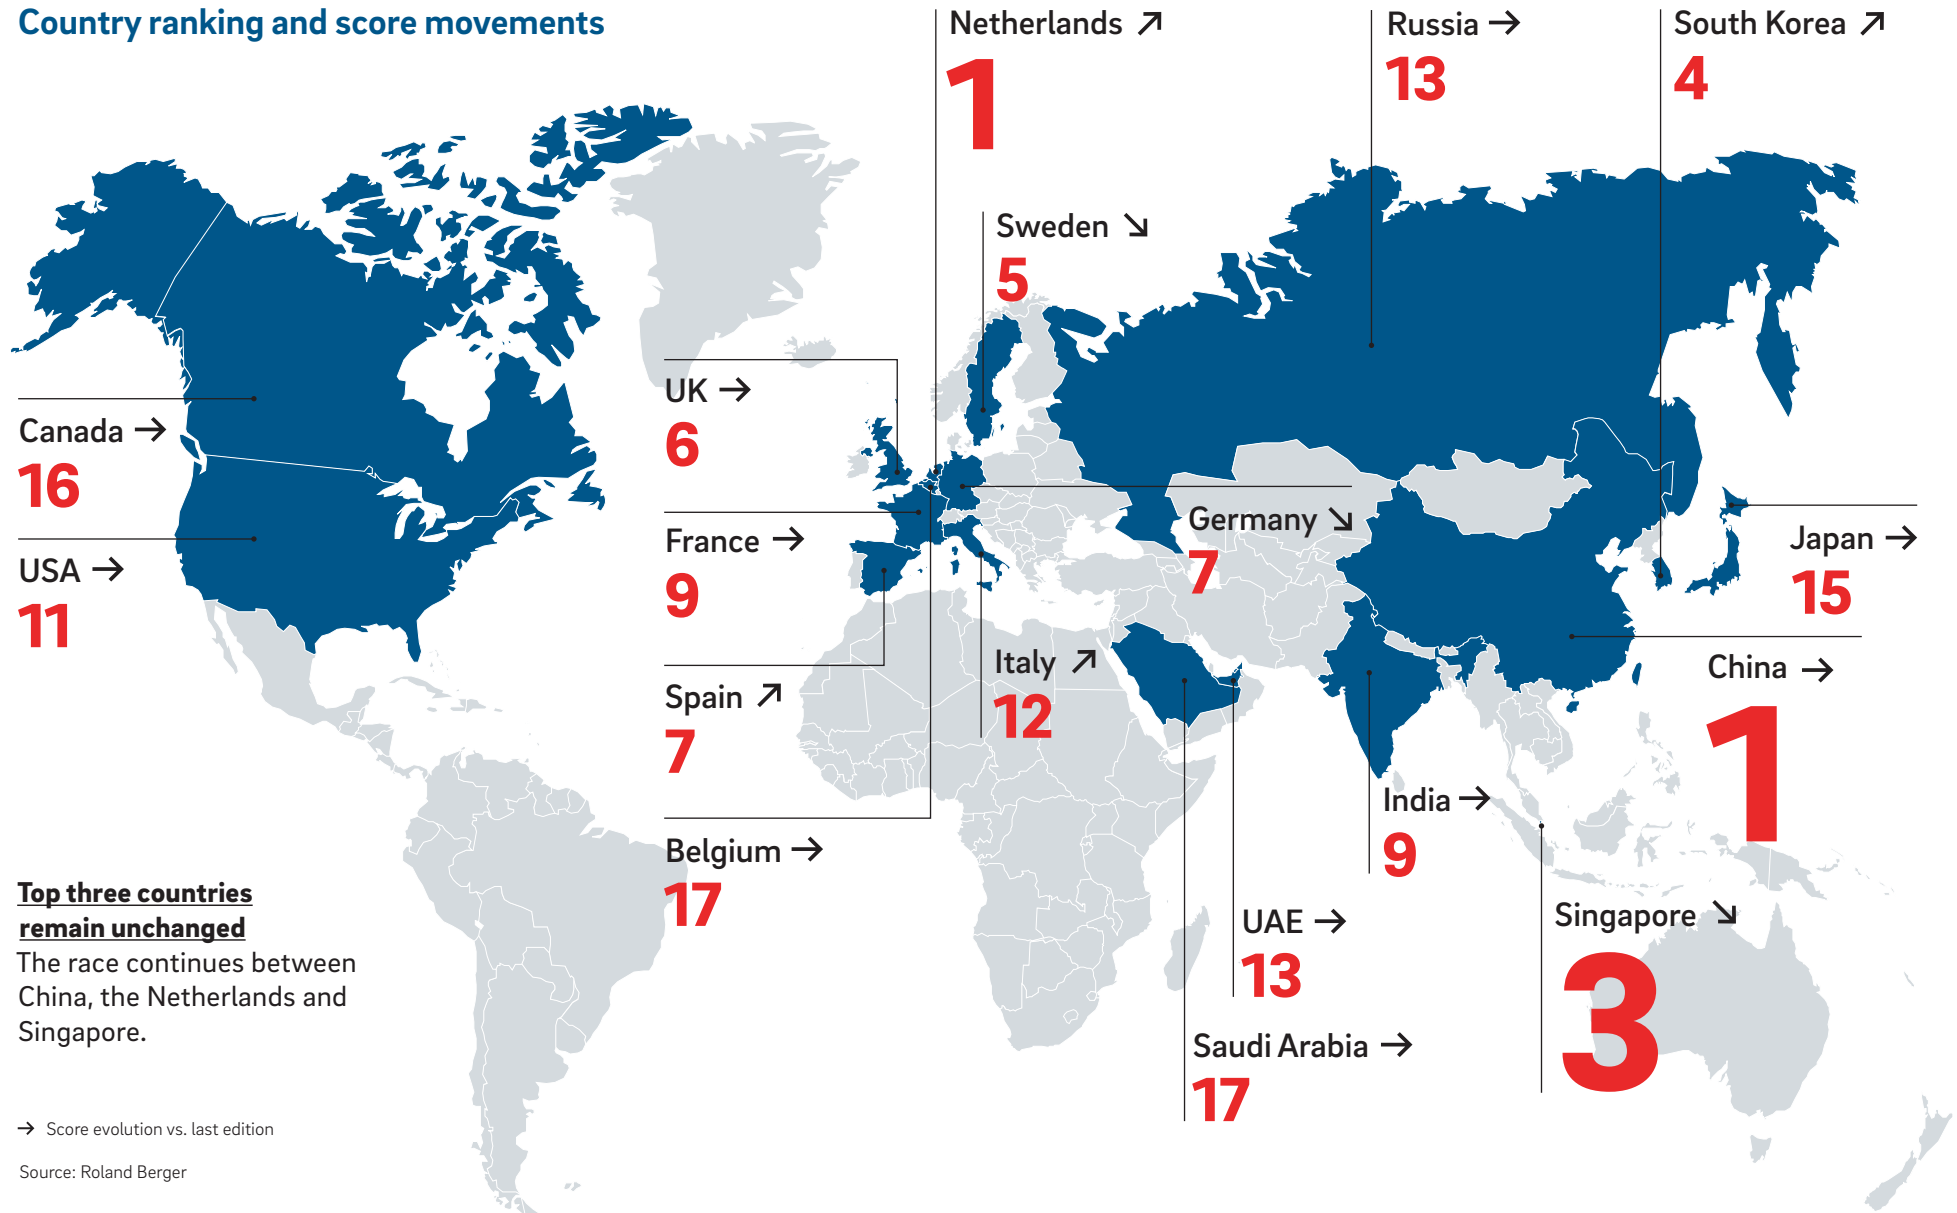 Country ranking and score movements
Netherlands ↗
1
Russia →
13
South Korea ↗
4
Sweden ↘
5
UK →
6
Canada →
16
Germany ↘
7
France →
9
Japan →
15
USA →
11
Italy ↗
12
China →
1
Spain ↗
7
India →
9
Belgium →
17
Top three countries
remain unchanged
The race continues between
China, the Netherlands and
Singapore.
UAE →
13
Singapore ↘
3
Saudi Arabia →
17
→ Score evolution vs. last edition
Source: Roland Berger